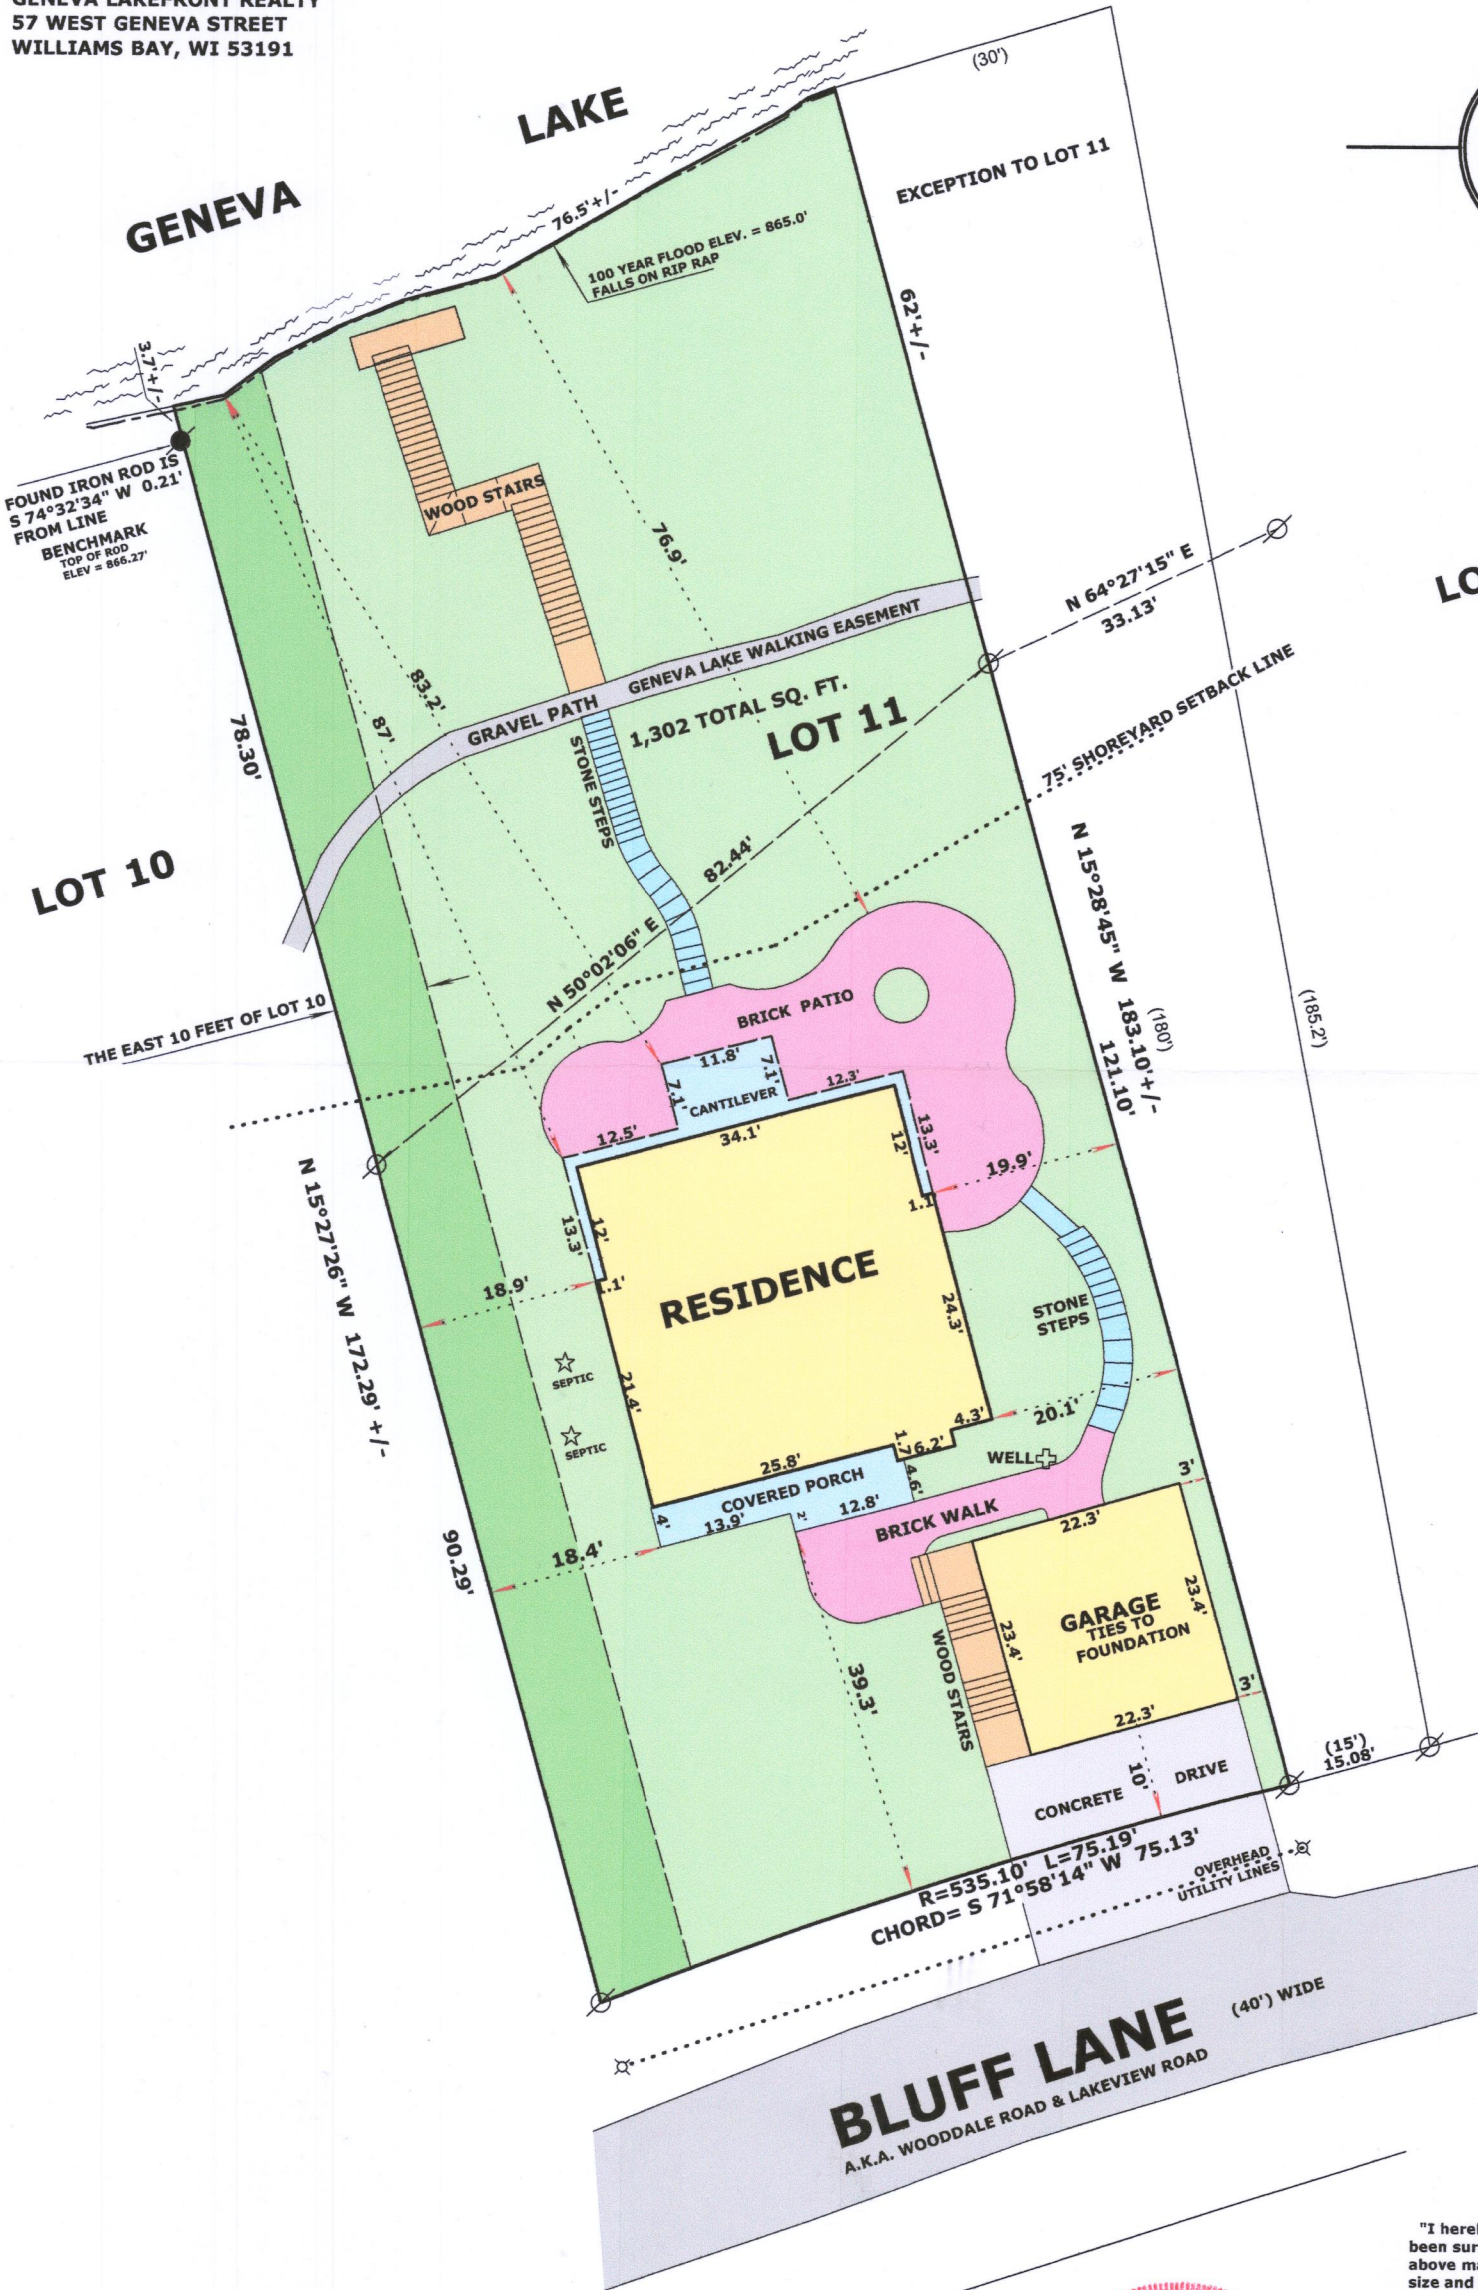 GENEVA LAKEFRONT REALTY
57 WEST GENEVA STREET
WILLIAMS BAY, WI 53191
(30')
LAKE
GENEVA
EXCEPTION TO LOT 11
76.5'+/-
100 YEAR FLOOD ELEV. = 865.0'
FALLS ON RIP RAP
62'+/-
3.7'+/-
FOUND IRON ROD IS
S 74°32'34" W 0.21'
FROM LINE
BENCHMARK
TOP OF ROD
ELEV = 866.27'
WOOD STAIRS
76.9'
N 64°27'15" E
33.13'
LO
GENEVA LAKE WALKING EASEMENT
GRAVEL PATH
1,302 TOTAL SQ. FT.
LOT 11
83.2'
87'
78.30'
STONE STEPS
75' SHOREYARD SETBACK LINE
82.44'
N 50°02'06" E
LOT 10
THE EAST 10 FEET OF LOT 10
N 15°28'45" W 183.10'+/-
(180')
121.10'
(185.2')
BRICK PATIO
11.8'
7.1'
7.1'
CANTILEVER
12.3'
12.5'
34.1'
12'
13.3'
19.9'
1.1'
N 15°27'26" W 172.29' +/-
13.3'
12'
18.9'
1.1'
RESIDENCE
24.3'
STONE
STEPS
SEPTIC
21.4'
SEPTIC
4.3'
20.1'
1.7'
6.2'
25.8'
4.6'
WELL
3'
COVERED PORCH
4'
13.9'
2'
12.8'
BRICK WALK
22.3'
18.4'
90.29'
GARAGE
TIES TO
FOUNDATION
23.4'
23.4'
WOOD STAIRS
39.3'
3'
22.3'
(15')
15.08'
10'
CONCRETE DRIVE
R=535.10' L=75.19'
CHORD= S 71°58'14" W 75.13'
OVERHEAD
UTILITY LINES
BLUFF LANE
(40') WIDE
A.K.A. WOODDALE ROAD & LAKEVIEW ROAD
"I here
been sur
above ma
size and